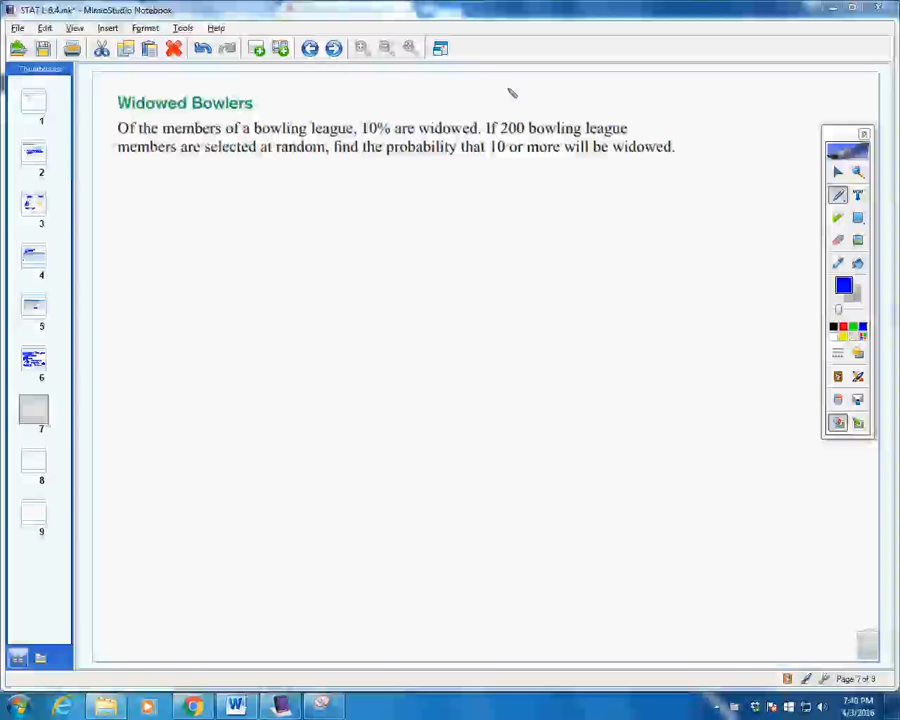 STAT I: 6.4.mk* - MimioStudio Notebook
File Edit View Insert Format Tools Help
Widowed Bowlers
Of the members of a bowling league, 10% are widowed. If 200 bowling league
members are selected at random, find the probability that 10 or more will be widowed.
1
2
3
4
5
6
7
8
9
Page 7 of 9
7:40 PM
4/3/2016